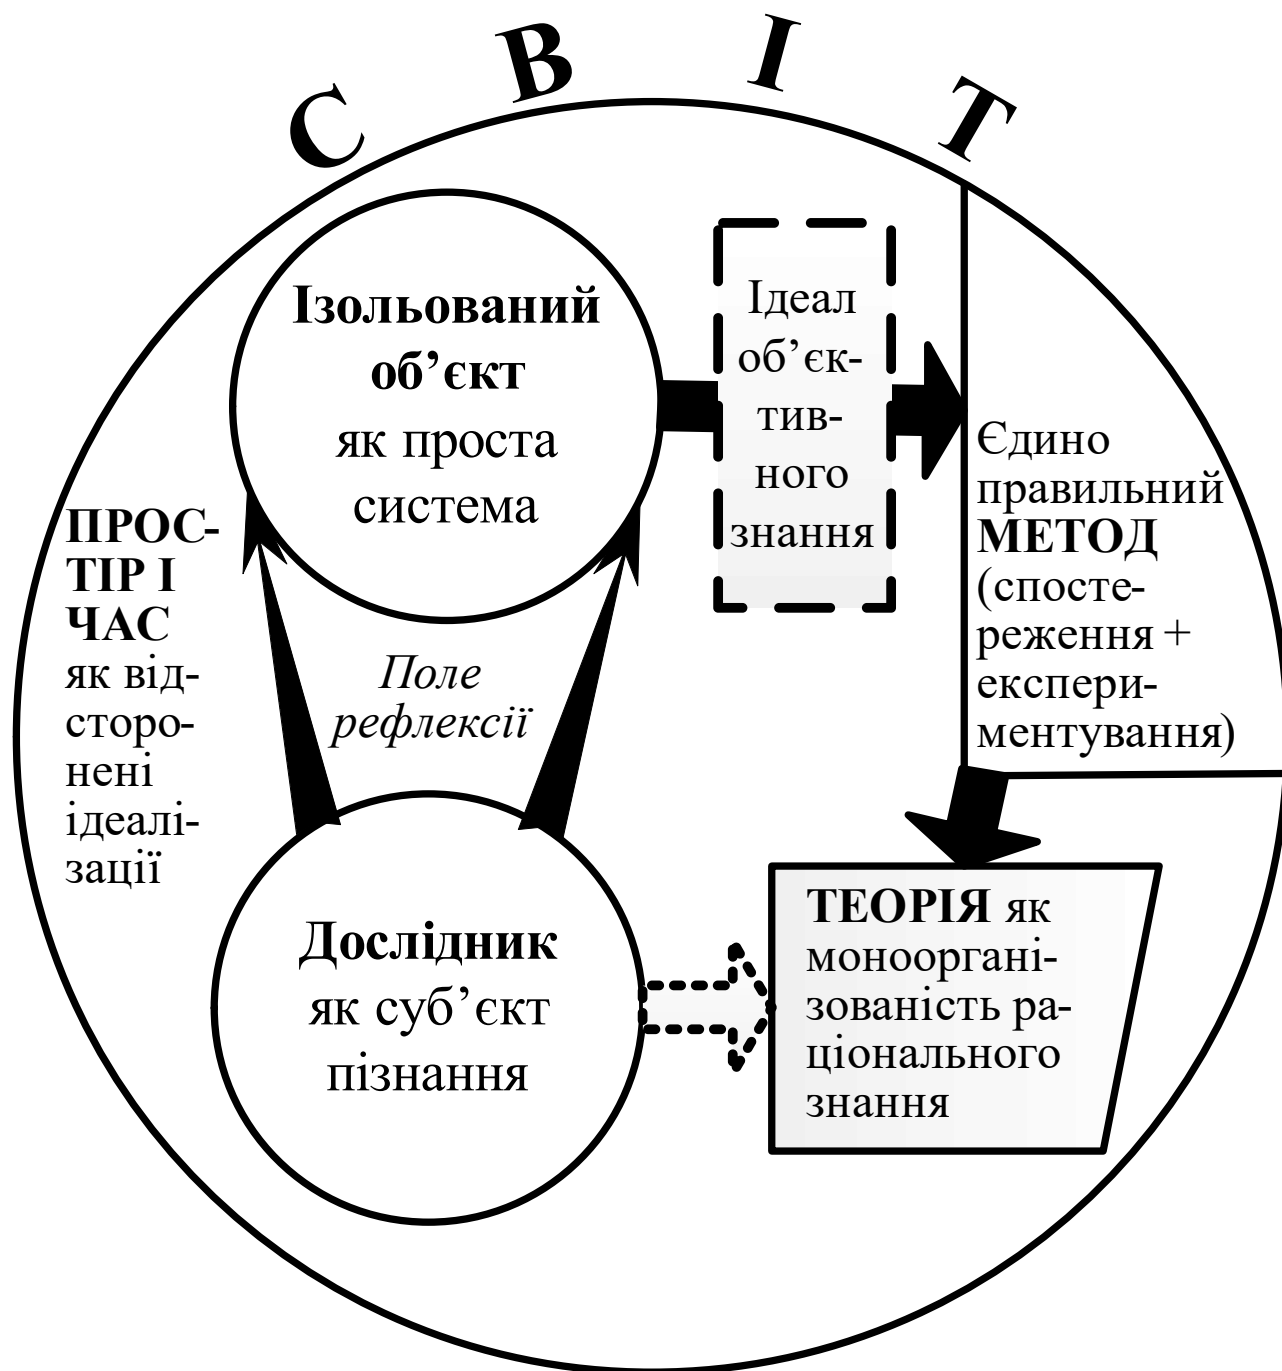 С В І Т
Ізольований
об’єкт
як проста
система
Ідеал
об’єк-
тив-
ного
знання
Єдино
правильний
МЕТОД
(спосте-
реження +
експери-
ментування)
ПРОС-
ТІР І
ЧАС
як від-
сторо-
нені
ідеалі-
зації
Поле
рефлексії
Дослідник
як суб’єкт
пізнання
ТЕОРІЯ як
монооргані-
зованість ра-
ціонального
знання